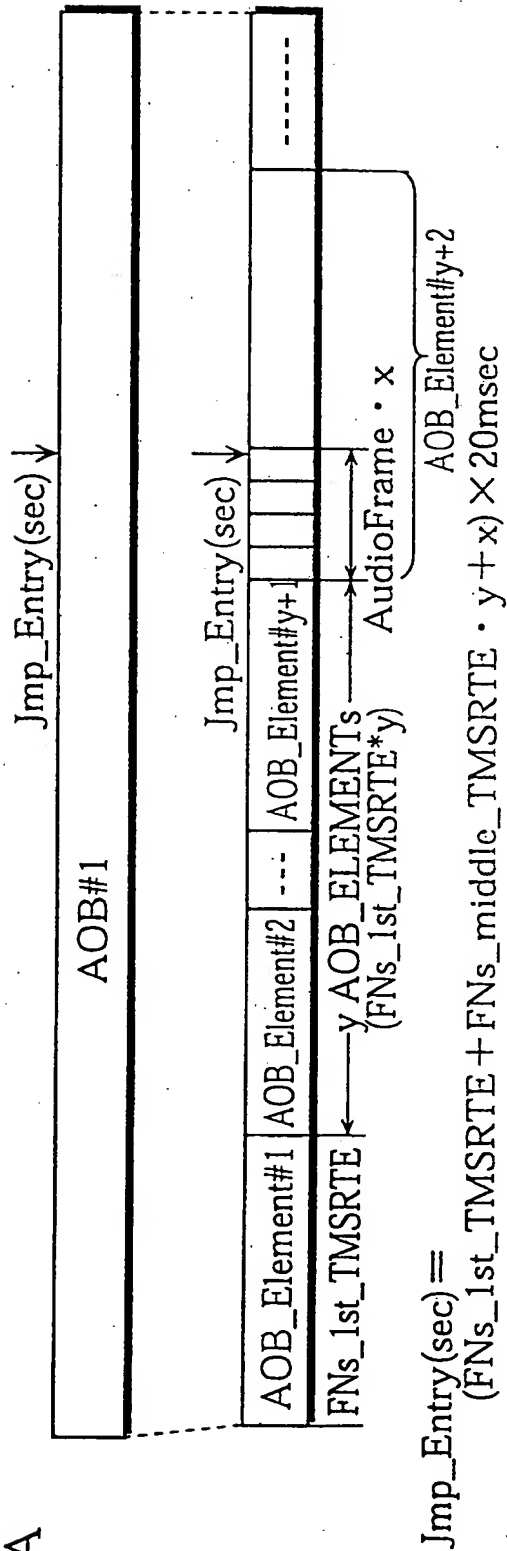 A
Jmp_Entry(sec)
AOB#1
Jmp_Entry(sec)
AOB_Element#1
AOB_Element#2
---
AOB_Element#y+1
-------
FNs_1st_TMSRTE
y AOB_ELEMENTs
(FNs_1st_TMSRTE*y)
AudioFrame・x
AOB_Element#y+2
Jmp_Entry(sec)=
(FNs_1st_TMSRTE+FNs_middle_TMSRTE・y+x)×20msec